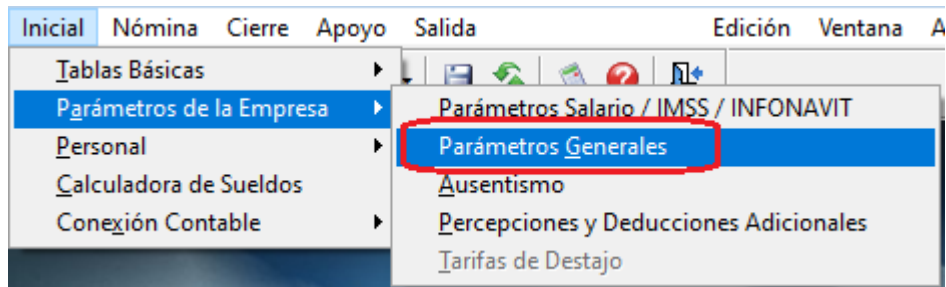 Inicial Nómina Cierre Apoyo Salida Edición Ventana A
Tablas Básicas
Parámetros de la Empresa
Personal
Calculadora de Sueldos
Conexión Contable
Parámetros Salario / IMSS / INFONAVIT
Parámetros Generales
Ausentismo
Percepciones y Deducciones Adicionales
Tarifas de Destajo